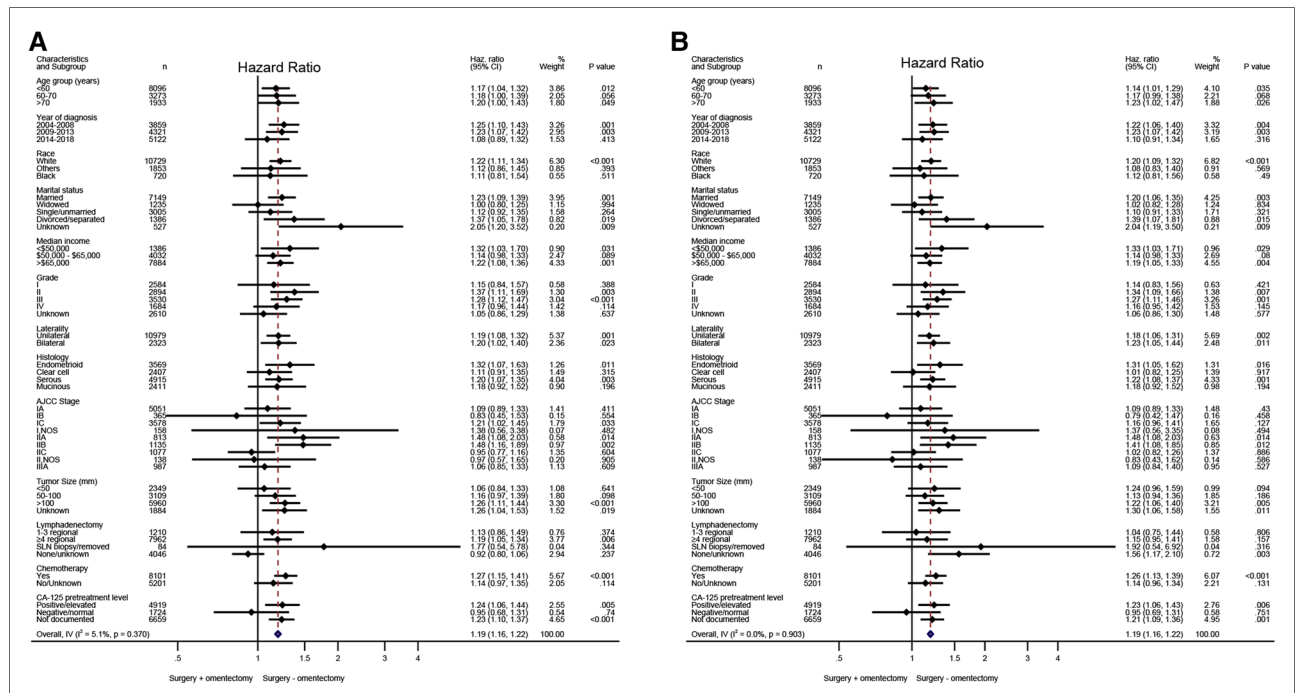 A
Characteristics and Subgroup n Hazard Ratio Haz. ratio (95% CI) % Weight P value
Age group (years)
<60 8096 1.17 (1.04, 1.32) 3.86 .012
60-70 3273 1.18 (1.00, 1.39) 2.05 .056
>70 1933 1.20 (1.00, 1.43) 1.80 .049
Year of diagnosis
2004-2008 3859 1.25 (1.10, 1.43) 3.26 .001
2009-2013 4321 1.23 (1.07, 1.42) 2.95 .003
2014-2018 5122 1.08 (0.89, 1.32) 1.53 .413
Race
White 10729 1.22 (1.11, 1.34) 6.30 <0.001
Others 1853 1.12 (0.86, 1.45) 0.85 .393
Black 720 1.11 (0.81, 1.54) 0.55 .511
Marital status
Married 7149 1.23 (1.09, 1.39) 3.95 .001
Widowed 1235 1.00 (0.80, 1.25) 1.15 .994
Single/unmarried 3005 1.12 (0.92, 1.35) 1.58 .264
Divorced/separated 1386 1.37 (1.05, 1.78) 0.82 .019
Unknown 527 2.05 (1.20, 3.52) 0.20 .009
Median income
<$50,000 1386 1.32 (1.03, 1.70) 0.90 .031
$50,000 - $65,000 4032 1.14 (0.98, 1.33) 2.47 .089
>$65,000 7884 1.22 (1.08, 1.36) 4.33 .001
Grade
I 2584 1.15 (0.84, 1.57) 0.58 .388
II 2894 1.37 (1.11, 1.69) 1.30 .003
III 3530 1.28 (1.12, 1.47) 3.04 <0.001
IV 1684 1.17 (0.96, 1.44) 1.42 .114
Unknown 2610 1.05 (0.86, 1.29) 1.38 .637
Laterality
Unilateral 10979 1.19 (1.08, 1.32) 5.37 .001
Bilateral 2323 1.20 (1.02, 1.40) 2.36 .023
Histology
Endometrioid 3569 1.32 (1.07, 1.63) 1.26 .011
Clear cell 2407 1.11 (0.91, 1.35) 1.49 .315
Serous 4915 1.20 (1.07, 1.35) 4.04 .003
Mucinous 2411 1.18 (0.92, 1.52) 0.90 .196
AJCC Stage
IA 5051 1.09 (0.89, 1.33) 1.41 .411
IB 365 0.83 (0.45, 1.53) 0.15 .554
IC 3578 1.21 (1.02, 1.45) 1.79 .033
I,NOS 158 1.38 (0.56, 3.38) 0.07 .482
IIA 813 1.48 (1.08, 2.03) 0.58 .014
IIB 1135 1.48 (1.16, 1.89) 0.97 .002
IIC 1077 0.95 (0.77, 1.16) 1.35 .604
II,NOS 138 0.97 (0.57, 1.65) 0.20 .905
IIIA 987 1.06 (0.85, 1.33) 1.13 .609
Tumor Size (mm)
<50 2349 1.06 (0.84, 1.33) 1.08 .641
50-100 3109 1.16 (0.97, 1.39) 1.80 .098
>100 5960 1.26 (1.11, 1.44) 3.30 <0.001
Unknown 1884 1.26 (1.04, 1.53) 1.52 .019
Lymphadenectomy
1-3 regional 1210 1.13 (0.86, 1.49) 0.76 .374
≥4 regional 7962 1.19 (1.05, 1.34) 3.77 .006
SLN biopsy/removed 84 1.77 (0.54, 5.78) 0.04 .344
None/unknown 4046 0.92 (0.80, 1.06) 2.94 .237
Chemotherapy
Yes 8101 1.27 (1.15, 1.41) 5.67 <0.001
No/Unknown 5201 1.14 (0.97, 1.35) 2.05 .114
CA-125 pretreatment level
Positive/elevated 4919 1.24 (1.06, 1.44) 2.55 .005
Negative/normal 1724 0.95 (0.68, 1.31) 0.54 .74
Not documented 6659 1.23 (1.10, 1.37) 4.65 <0.001
Overall, IV (I² = 5.1%, p = 0.370) 1.19 (1.16, 1.22) 100.00
.5 1 1.5 2 3 4
Surgery + omentectomy Surgery - omentectomy
B
Characteristics and Subgroup n Hazard Ratio Haz. ratio (95% CI) % Weight P value
Age group (years)
<60 8096 1.14 (1.01, 1.29) 4.10 .035
60-70 3273 1.17 (0.99, 1.38) 2.21 .068
>70 1933 1.23 (1.02, 1.47) 1.88 .026
Year of diagnosis
2004-2008 3859 1.22 (1.06, 1.40) 3.32 .004
2009-2013 4321 1.23 (1.07, 1.42) 3.19 .003
2014-2018 5122 1.10 (0.91, 1.34) 1.65 .316
Race
White 10729 1.20 (1.09, 1.32) 6.82 <0.001
Others 1853 1.08 (0.83, 1.40) 0.91 .569
Black 720 1.12 (0.81, 1.56) 0.58 .49
Marital status
Married 7149 1.20 (1.06, 1.35) 4.25 .003
Widowed 1235 1.02 (0.82, 1.28) 1.24 .834
Single/unmarried 3005 1.10 (0.91, 1.33) 1.71 .321
Divorced/separated 1386 1.39 (1.07, 1.81) 0.88 .015
Unknown 527 2.04 (1.19, 3.50) 0.21 .009
Median income
<$50,000 1386 1.33 (1.03, 1.71) 0.96 .029
$50,000 - $65,000 4032 1.14 (0.98, 1.33) 2.69 .08
>$65,000 7884 1.19 (1.05, 1.33) 4.55 .004
Grade
I 2584 1.14 (0.83, 1.56) 0.63 .421
II 2894 1.34 (1.09, 1.66) 1.38 .007
III 3530 1.27 (1.11, 1.46) 3.26 .001
IV 1684 1.16 (0.95, 1.42) 1.53 .145
Unknown 2610 1.06 (0.86, 1.30) 1.48 .577
Laterality
Unilateral 10979 1.18 (1.06, 1.31) 5.69 .002
Bilateral 2323 1.23 (1.05, 1.44) 2.48 .011
Histology
Endometrioid 3569 1.31 (1.05, 1.62) 1.31 .016
Clear cell 2407 1.01 (0.82, 1.25) 1.39 .917
Serous 4915 1.22 (1.08, 1.37) 4.33 .001
Mucinous 2411 1.18 (0.92, 1.52) 0.98 .194
AJCC Stage
IA 5051 1.09 (0.89, 1.33) 1.48 .43
IB 365 0.79 (0.42, 1.47) 0.16 .458
IC 3578 1.16 (0.96, 1.41) 1.65 .127
I,NOS 158 1.37 (0.56, 3.35) 0.08 .494
IIA 813 1.48 (1.08, 2.03) 0.63 .014
IIB 1135 1.41 (1.08, 1.85) 0.85 .012
IIC 1077 1.02 (0.82, 1.26) 1.37 .886
II,NOS 138 0.83 (0.43, 1.62) 0.14 .586
IIIA 987 1.09 (0.84, 1.40) 0.95 .527
Tumor Size (mm)
<50 2349 1.24 (0.96, 1.59) 0.99 .094
50-100 3109 1.13 (0.94, 1.36) 1.85 .186
>100 5960 1.22 (1.06, 1.40) 3.21 .005
Unknown 1884 1.30 (1.06, 1.58) 1.55 .011
Lymphadenectomy
1-3 regional 1210 1.04 (0.75, 1.44) 0.58 .806
≥4 regional 7962 1.15 (0.95, 1.41) 1.58 .157
SLN biopsy/removed 84 1.92 (0.54, 6.92) 0.04 .316
None/unknown 4046 1.56 (1.17, 2.10) 0.72 .003
Chemotherapy
Yes 8101 1.26 (1.13, 1.39) 6.07 <0.001
No/Unknown 5201 1.14 (0.96, 1.34) 2.21 .131
CA-125 pretreatment level
Positive/elevated 4919 1.23 (1.06, 1.43) 2.76 .006
Negative/normal 1724 0.95 (0.69, 1.31) 0.58 .751
Not documented 6659 1.21 (1.09, 1.36) 4.95 .001
Overall, IV (I² = 0.0%, p = 0.903) 1.19 (1.16, 1.22) 100.00
.5 1 1.5 2 3 4
Surgery + omentectomy Surgery - omentectomy